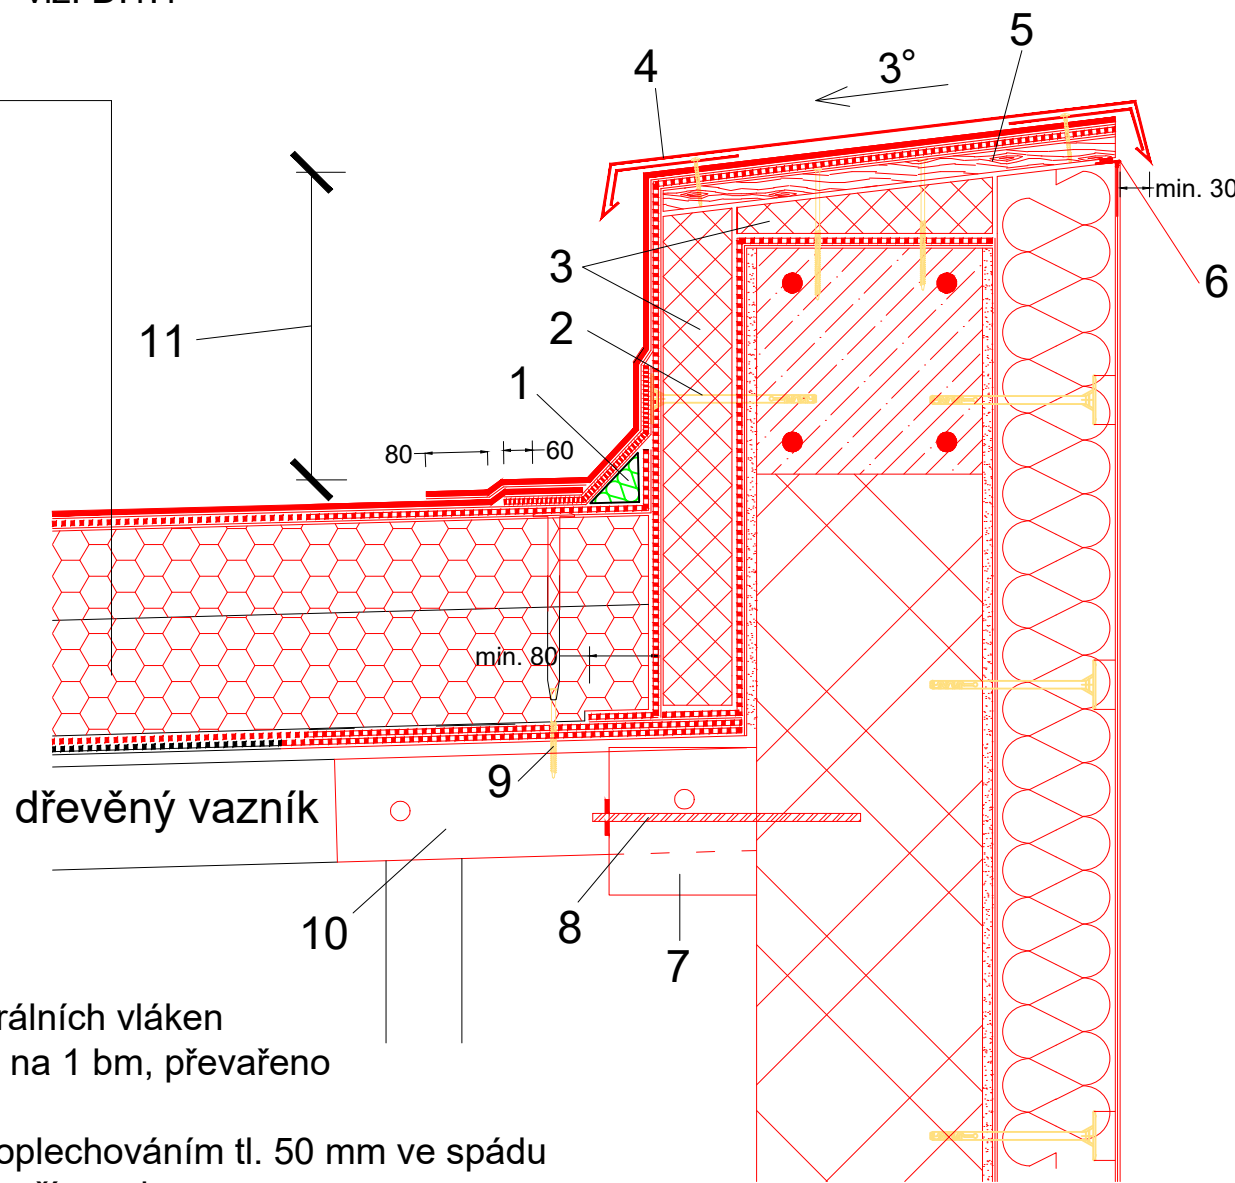 5
4
3°
min. 30
3
6
2
11
1
80
60
min. 80
9
dřevěný vazník
8
10
7
rálních vláken
na 1 bm, převařeno
oplechováním tl. 50 mm ve spádu